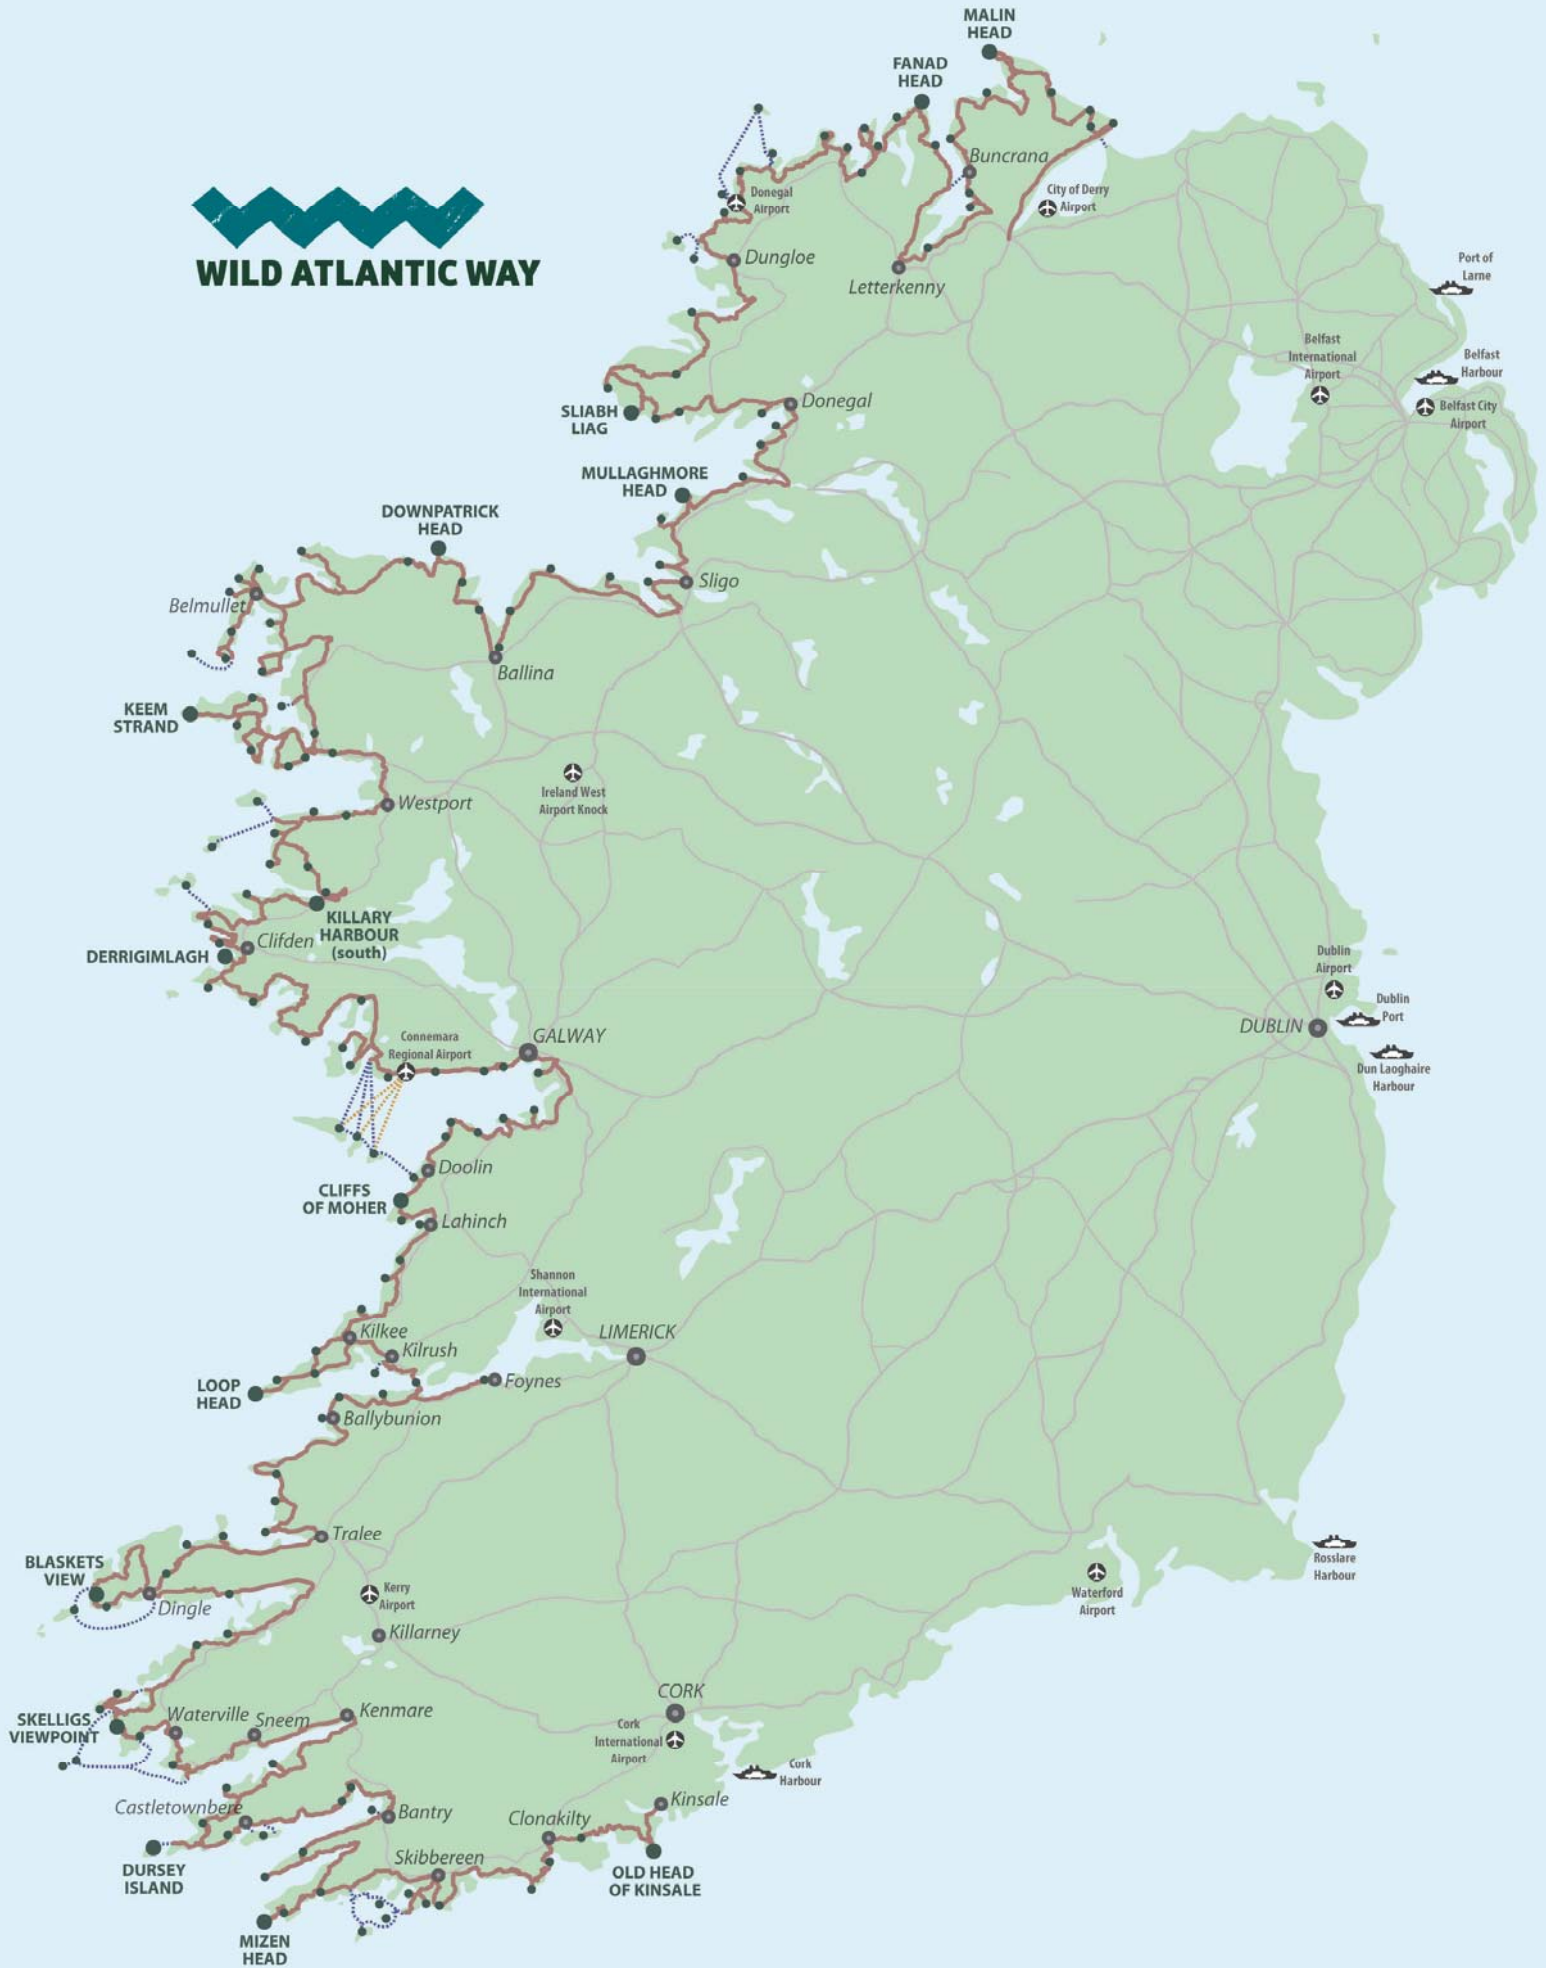 MALIN
HEAD
FANAD
HEAD
Buncrana
Donegal
Airport
City of Derry
Airport
WILD ATLANTIC WAY
Dungloe
Letterkenny
Port of
Larne
Belfast
International
Airport
Belfast
Harbour
Belfast City
Airport
SLIABH
LIAG
Donegal
MULLAGHMORE
HEAD
DOWNPATRICK
HEAD
Sligo
Belmullet
Ballina
KEEM
STRAND
Ireland West
Airport Knock
Westport
KILLARY
HARBOUR
(south)
Clifden
DERRIGIMLAGH
Dublin
Airport
Dublin
Port
DUBLIN
Dun Laoghaire
Harbour
Connemara
Regional Airport
GALWAY
Doolin
CLIFFS
OF MOHER
Lahinch
Shannon
International
Airport
Kilkee
LIMERICK
Kilrush
LOOP
HEAD
Foynes
Ballybunion
Tralee
BLASKETS
VIEW
Dingle
Kerry
Airport
Killarney
Waterford
Airport
Rosslare
Harbour
SKELLIGS
VIEWPOINT
Waterville
Sneem
Kenmare
CORK
Cork
International
Airport
Cork
Harbour
Castletownbere
Bantry
Clonakilty
Kinsale
DURSEY
ISLAND
Skibbereen
OLD HEAD
OF KINSALE
MIZEN
HEAD